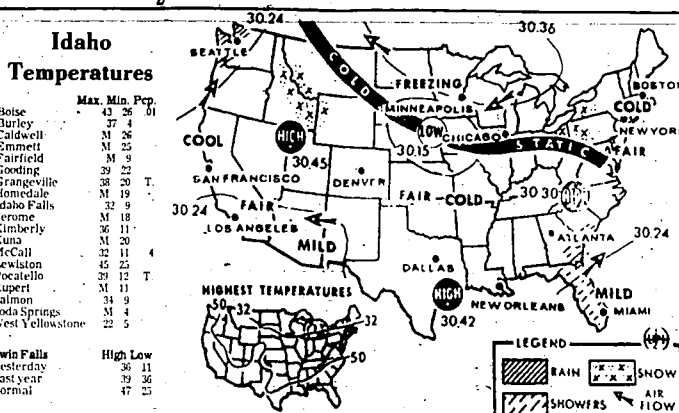 Idaho
Temperatures
Max. Min. Pcp.
Boise 43 26 .01
Burley 37 4
Caldwell M 26
Emmett M 25
Fairfield M 9
Gooding 39 22
Grangeville 38 20 T
Homedale M 19
Idaho Falls 32 9
Jerome M 18
Kimberly 36 11
Kuna M 20
McCall 32 11 4
Lewiston 45 25
Pocatello 39 12 T
Rupert M 11
Salmon 34 9
Soda Springs M 4
West Yellowstone 22 5
Twin Falls High Low
Yesterday 36 11
Last year 39 36
Normal 47 25
30.24
30.36
SEATTLE
COLD
FREEZING
BOSTON
MINNEAPOLIS
COLD
LOW
CHICAGO
NEW YORK
COOL
HIGH
30.15
STATIC
FAIR
30.45
SAN FRANCISCO
DENVER
FAIR
COLD
30 30
30.24
FAIR
30.24
LOS ANGELES
ATLANTA
MILD
DALLAS
HIGH
NEW ORLEANS
MILD
MIAMI
30.42
HIGHEST TEMPERATURES
50
32
32
50
LEGEND
RAIN
SNOW
SHOWERS
AIR
FLOW